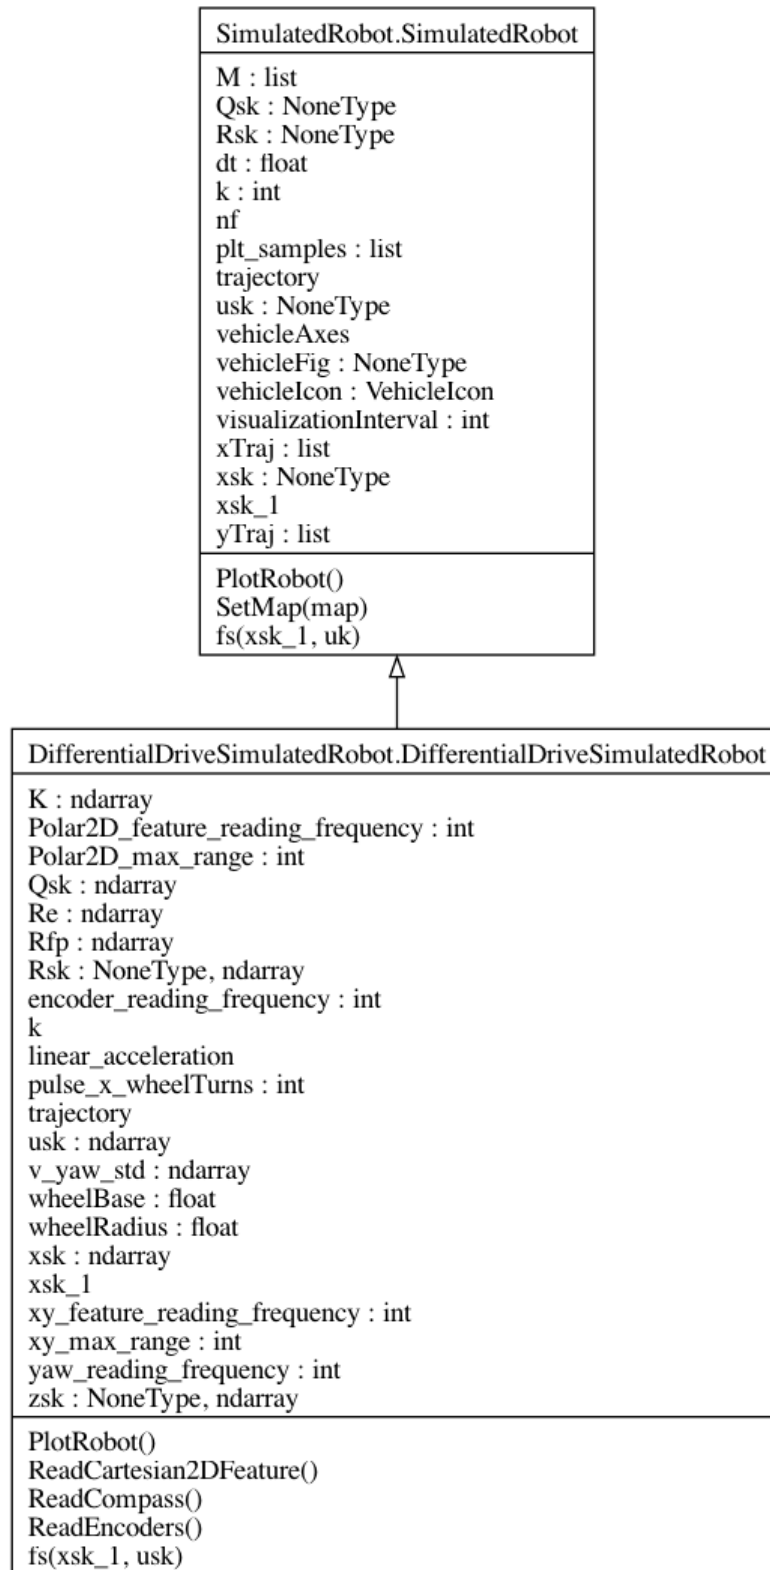 SimulatedRobot.SimulatedRobot
M : list
Qsk : NoneType
Rsk : NoneType
dt : float
k : int
nf
plt_samples : list
trajectory
usk : NoneType
vehicleAxes
vehicleFig : NoneType
vehicleIcon : VehicleIcon
visualizationInterval : int
xTraj : list
xsk : NoneType
xsk_1
yTraj : list
PlotRobot()
SetMap(map)
fs(xsk_1, uk)
DifferentialDriveSimulatedRobot.DifferentialDriveSimulatedRobot
K : ndarray
Polar2D_feature_reading_frequency : int
Polar2D_max_range : int
Qsk : ndarray
Re : ndarray
Rfp : ndarray
Rsk : NoneType, ndarray
encoder_reading_frequency : int
k
linear_acceleration
pulse_x_wheelTurns : int
trajectory
usk : ndarray
v_yaw_std : ndarray
wheelBase : float
wheelRadius : float
xsk : ndarray
xsk_1
xy_feature_reading_frequency : int
xy_max_range : int
yaw_reading_frequency : int
zsk : NoneType, ndarray
PlotRobot()
ReadCartesian2DFeature()
ReadCompass()
ReadEncoders()
fs(xsk_1, usk)